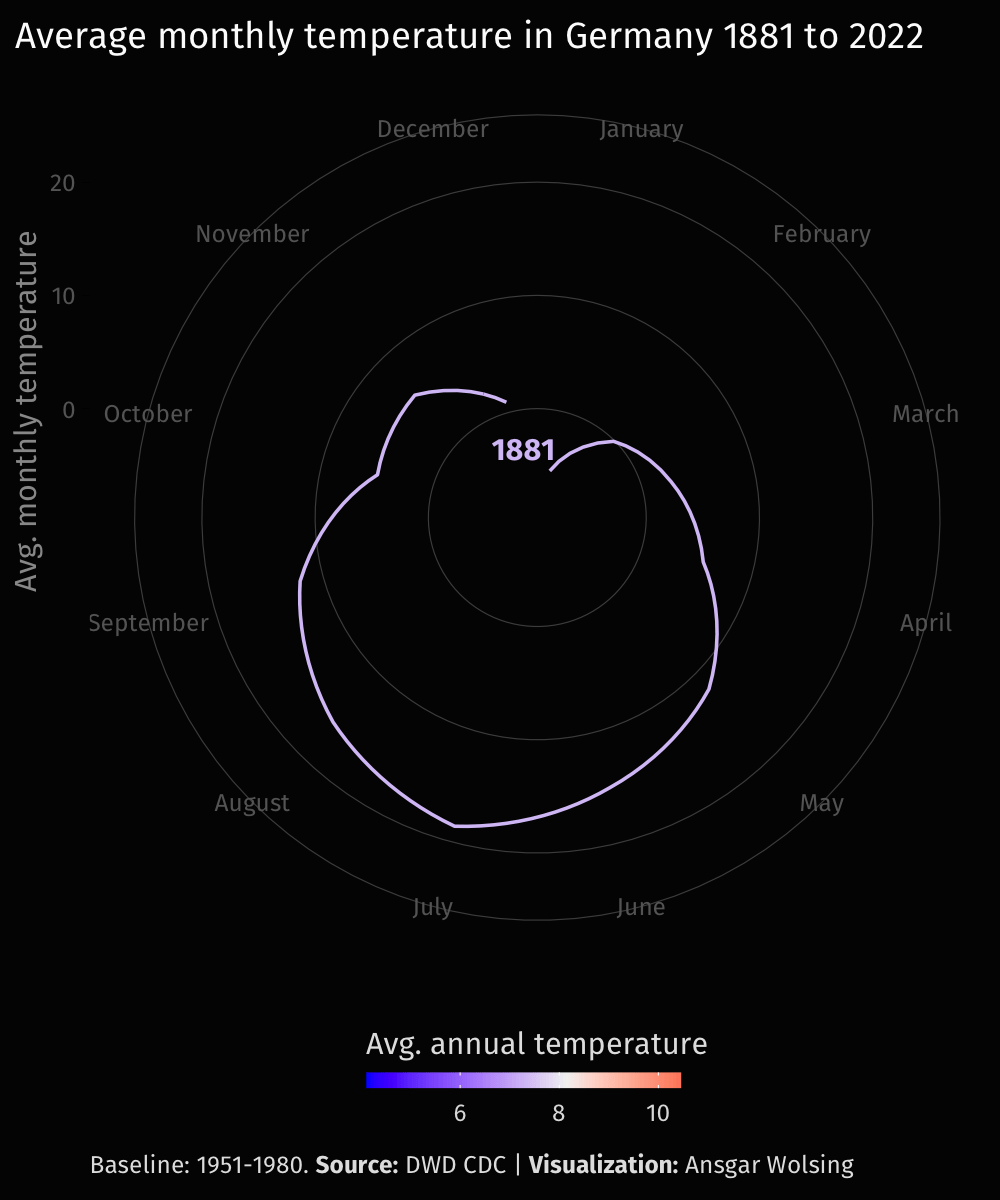 Average monthly temperature in Germany 1881 to 2022
December
January
20
November
February
Avg. monthly temperature
10
0
October
March
1881
September
April
August
May
July
June
Avg. annual temperature
6 8 10
Baseline: 1951-1980. Source: DWD CDC | Visualization: Ansgar Wolsing